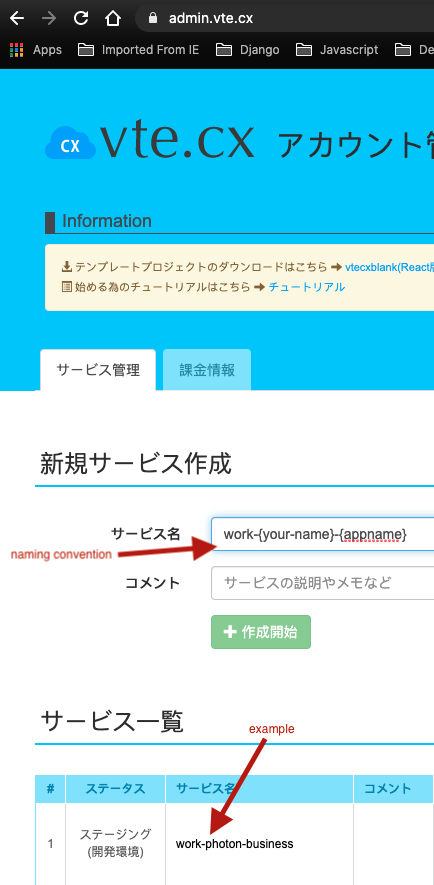 admin.vte.cx
Apps Imported From IE Django Javascript De
cx vte.cx アカウント管
Information
テンプレートプロジェクトのダウンロードはこちら ➔ vtecxblank(React版
始める為のチュートリアルはこちら ➔ チュートリアル
サービス管理 課金情報
新規サービス作成
サービス名 work-{your-name}-{appname}
naming convention
コメント サービスの説明やメモなど
作成開始
サービス一覧
example
# ステータス サービス名 コメント
1 ステージング
(開発環境) work-photon-business